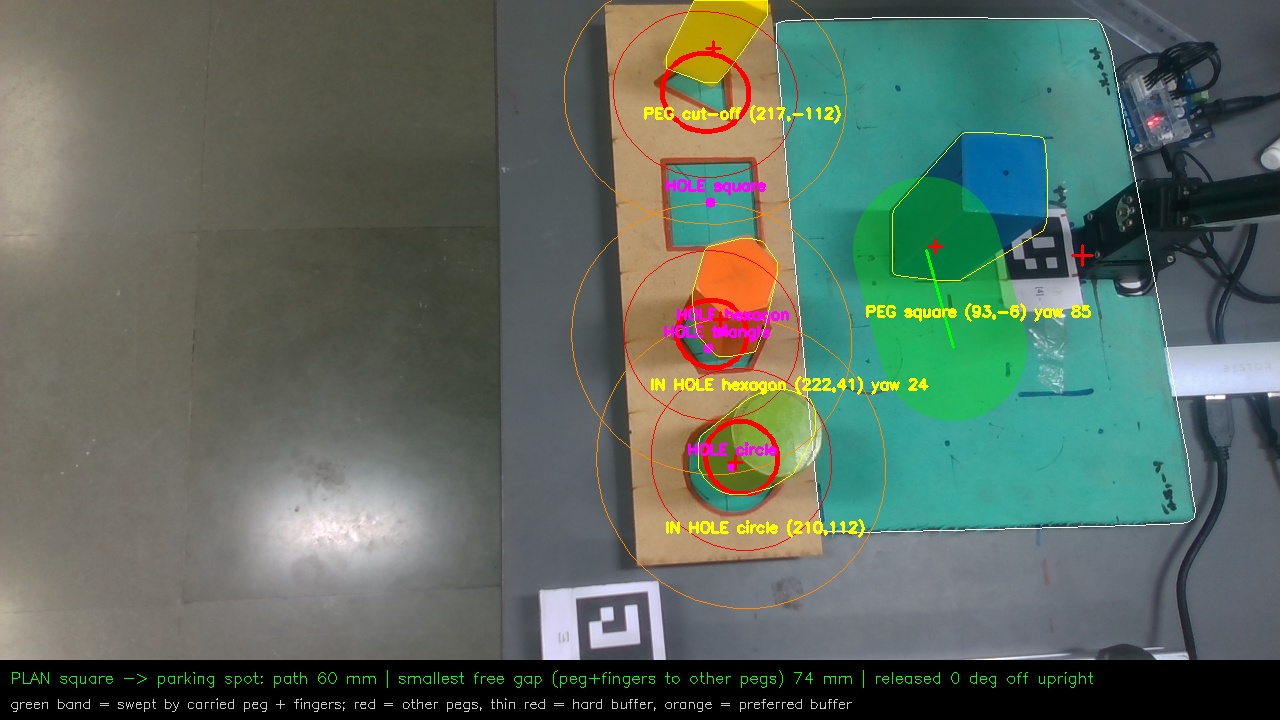 PEG cut-off (217,-112)
HOLE square
PEG square (93,-6) yaw 85
HOLE hexagon
HOLE triangle
IN HOLE hexagon (222,41) yaw 24
HOLE circle
IN HOLE circle (210,112)
PLAN square -> parking spot: path 60 mm | smallest free gap (peg+fingers to other pegs) 74 mm | released 0 deg off upright
green band = swept by carried peg + fingers; red = other pegs, thin red = hard buffer, orange = preferred buffer